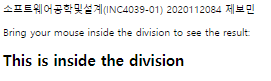 소프트웨어공학및설계(INC4039-01) 2020112084 제보민
Bring your mouse inside the division to see the result:
This is inside the division